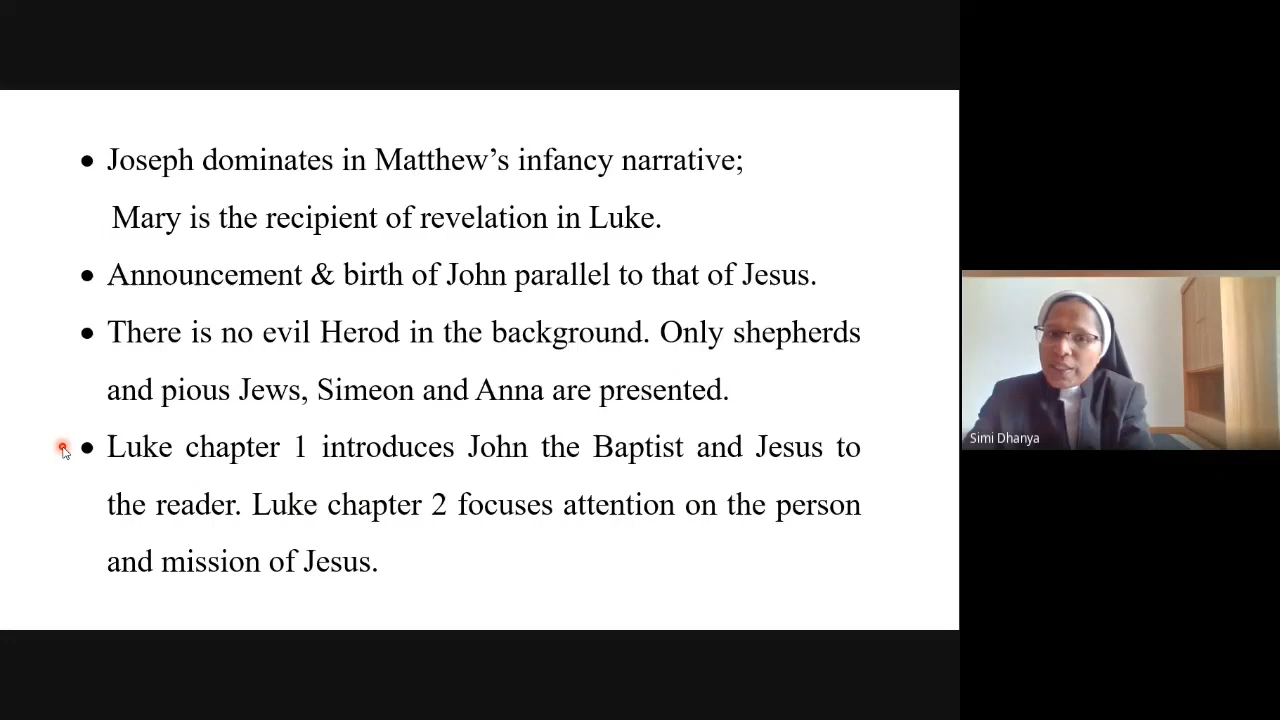 • Joseph dominates in Matthew’s infancy narrative;
Mary is the recipient of revelation in Luke.
• Announcement & birth of John parallel to that of Jesus.
• There is no evil Herod in the background. Only shepherds
and pious Jews, Simeon and Anna are presented.
• Luke chapter 1 introduces John the Baptist and Jesus to
the reader. Luke chapter 2 focuses attention on the person
and mission of Jesus.
Simi Dhanya